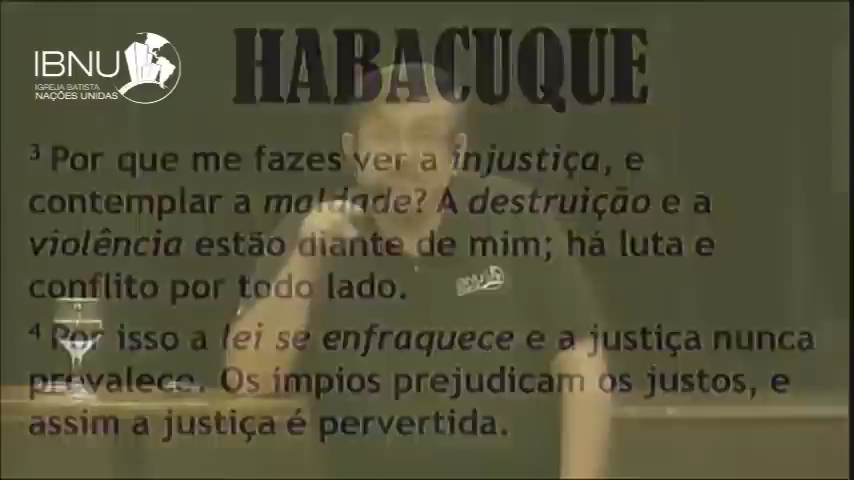 HABACUQUE
IBNU
IGREJA BATISTA
NAÇÕES UNIDAS
3 Por que me fazes ver a injustiça, e
contemplar a maldade? A destruição e a
violência estão diante de mim; há luta e
conflito por todo lado.
IBNU
4 Por isso a lei se enfraquece e a justiça nunca
prevalece. Os ímpios prejudicam os justos, e
assim a justiça é pervertida.